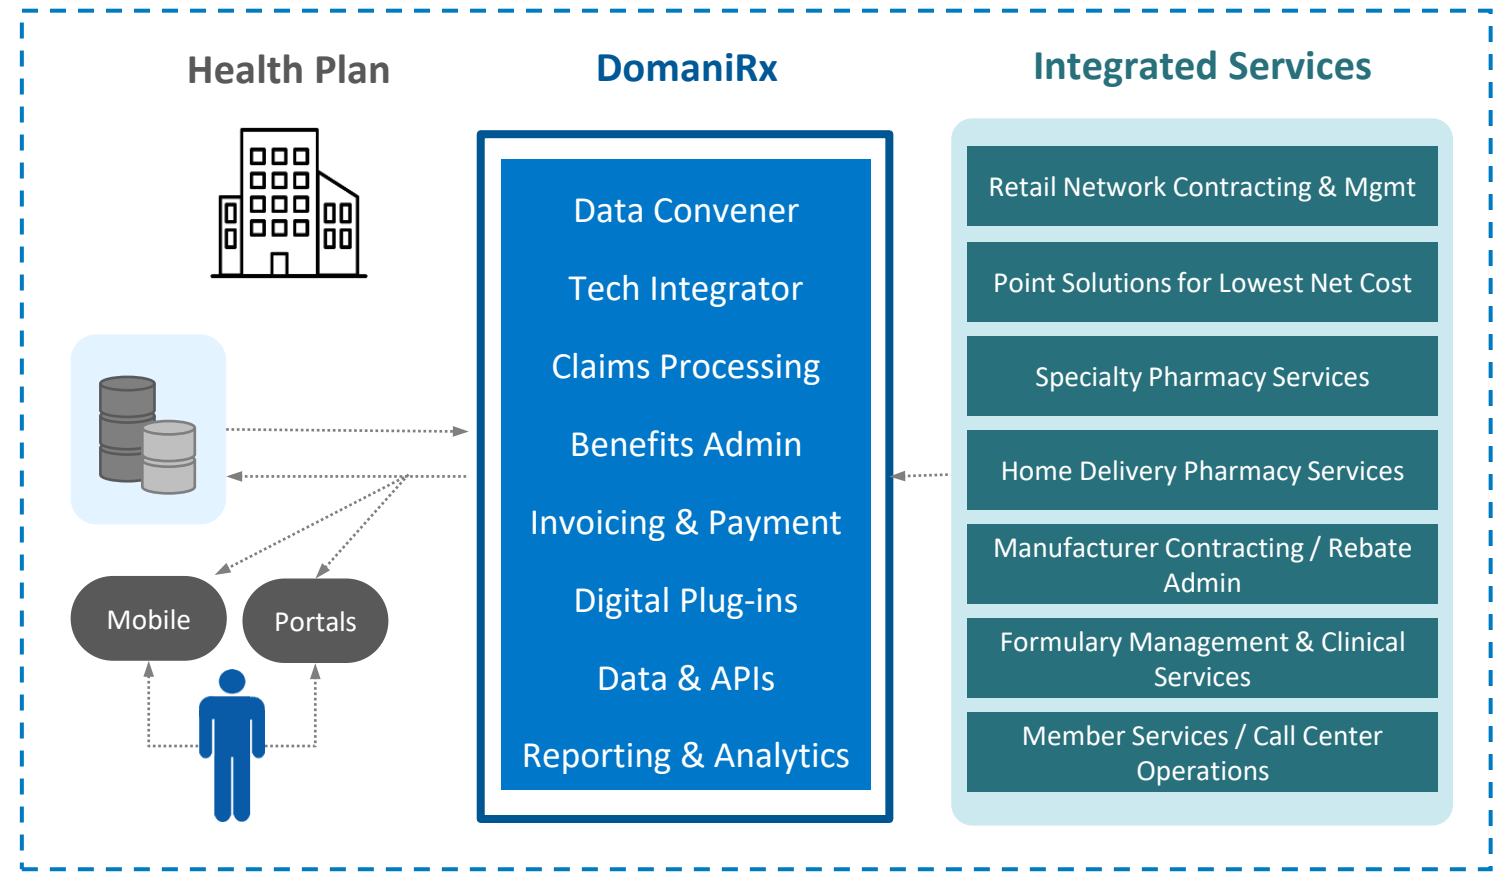 Health Plan
DomaniRx
Integrated Services
Data Convener
Tech Integrator
Claims Processing
Benefits Admin
Invoicing & Payment
Digital Plug-ins
Data & APIs
Reporting & Analytics
Retail Network Contracting & Mgmt
Point Solutions for Lowest Net Cost
Specialty Pharmacy Services
Home Delivery Pharmacy Services
Manufacturer Contracting / Rebate
Admin
Formulary Management & Clinical
Services
Member Services / Call Center
Operations
Mobile
Portals